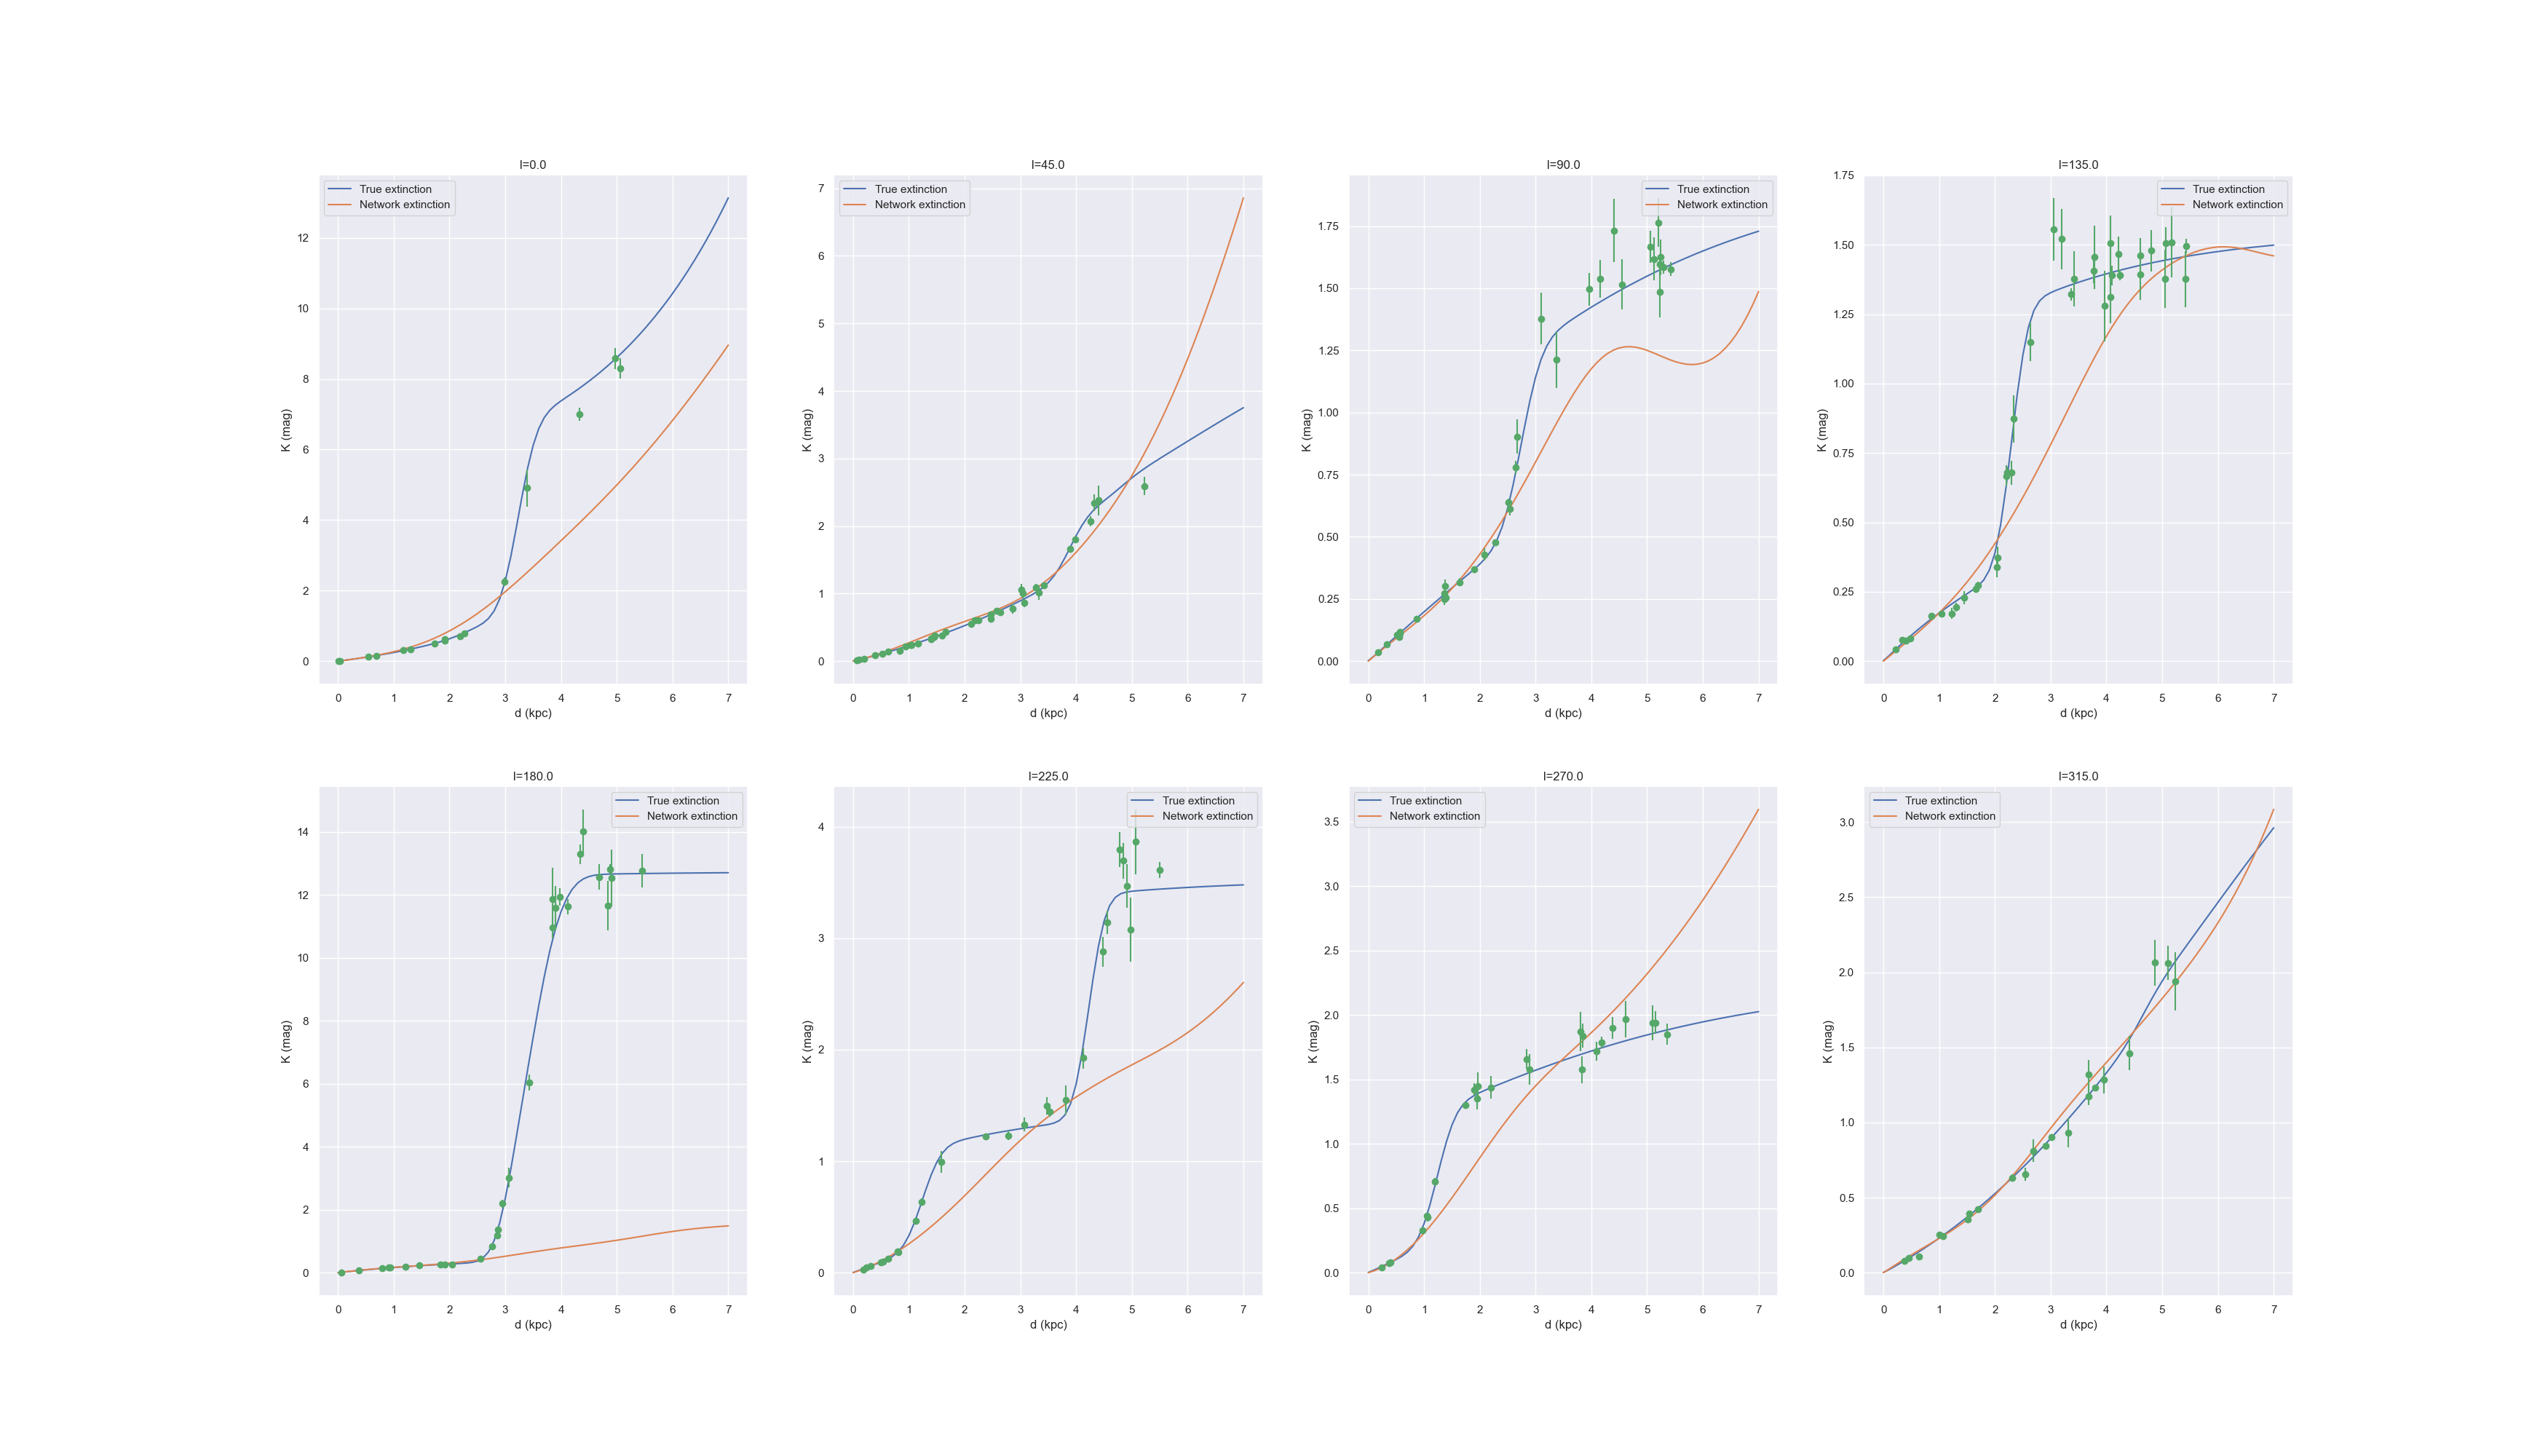 l=0.0
True extinction
Network extinction
12
10
8
6
4
2
0
K (mag)
0 1 2 3 4 5 6 7
d (kpc)
l=45.0
True extinction
Network extinction
7
6
5
4
3
2
1
0
K (mag)
0 1 2 3 4 5 6 7
d (kpc)
l=90.0
True extinction
Network extinction
1.75
1.50
1.25
1.00
0.75
0.50
0.25
0.00
K (mag)
0 1 2 3 4 5 6 7
d (kpc)
l=135.0
True extinction
Network extinction
1.75
1.50
1.25
1.00
0.75
0.50
0.25
0.00
K (mag)
0 1 2 3 4 5 6 7
d (kpc)
l=180.0
True extinction
Network extinction
14
12
10
8
6
4
2
0
K (mag)
0 1 2 3 4 5 6 7
d (kpc)
l=225.0
True extinction
Network extinction
4
3
2
1
0
K (mag)
0 1 2 3 4 5 6 7
d (kpc)
l=270.0
True extinction
Network extinction
3.5
3.0
2.5
2.0
1.5
1.0
0.5
0.0
K (mag)
0 1 2 3 4 5 6 7
d (kpc)
l=315.0
True extinction
Network extinction
3.0
2.5
2.0
1.5
1.0
0.5
0.0
K (mag)
0 1 2 3 4 5 6 7
d (kpc)